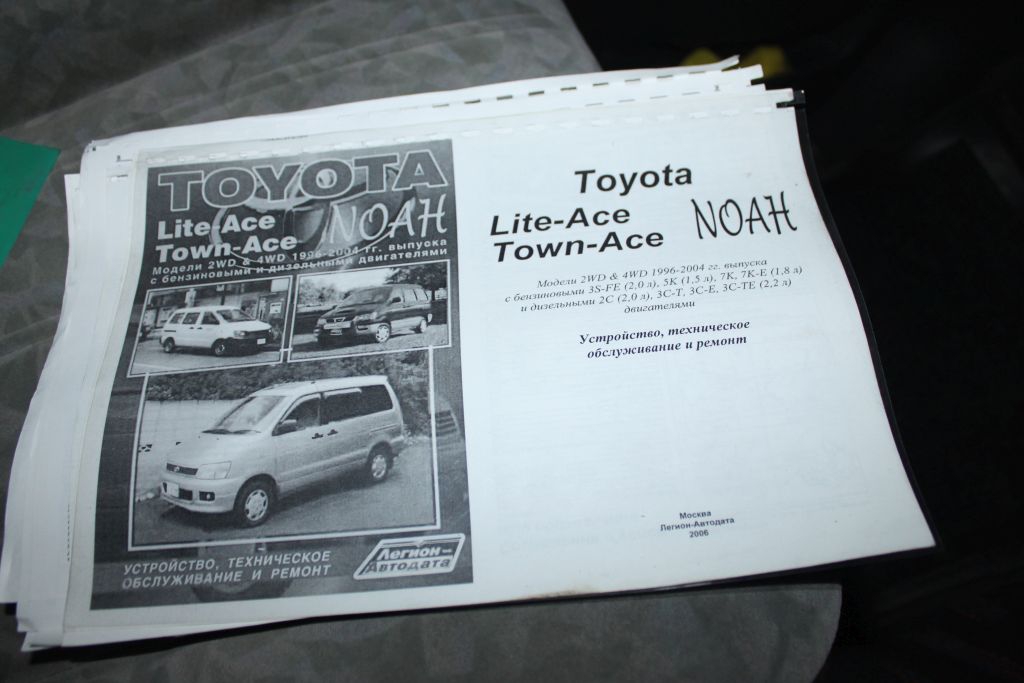 TOYOTA
Lite-Ace
Town-Ace
NOAH
Модели 2WD & 4WD 1996-2004 гг. выпуска
с бензиновыми и дизельными двигателями
УСТРОЙСТВО, ТЕХНИЧЕСКОЕ
ОБСЛУЖИВАНИЕ И РЕМОНТ
Легион-
Автодата
Toyota
Lite-Ace
Town-Ace
NOAH
Модели 2WD & 4WD 1996-2004 гг. выпуска
с бензиновыми 3S-FE (2,0 л), 5K (1,5 л), 7K, 7K-E (1,8 л)
и дизельными 2C (2,0 л), 3C-T, 3C-E, 3C-TE (2,2 л)
двигателями
Устройство, техническое
обслуживание и ремонт
Москва
Легион-Автодата
2006